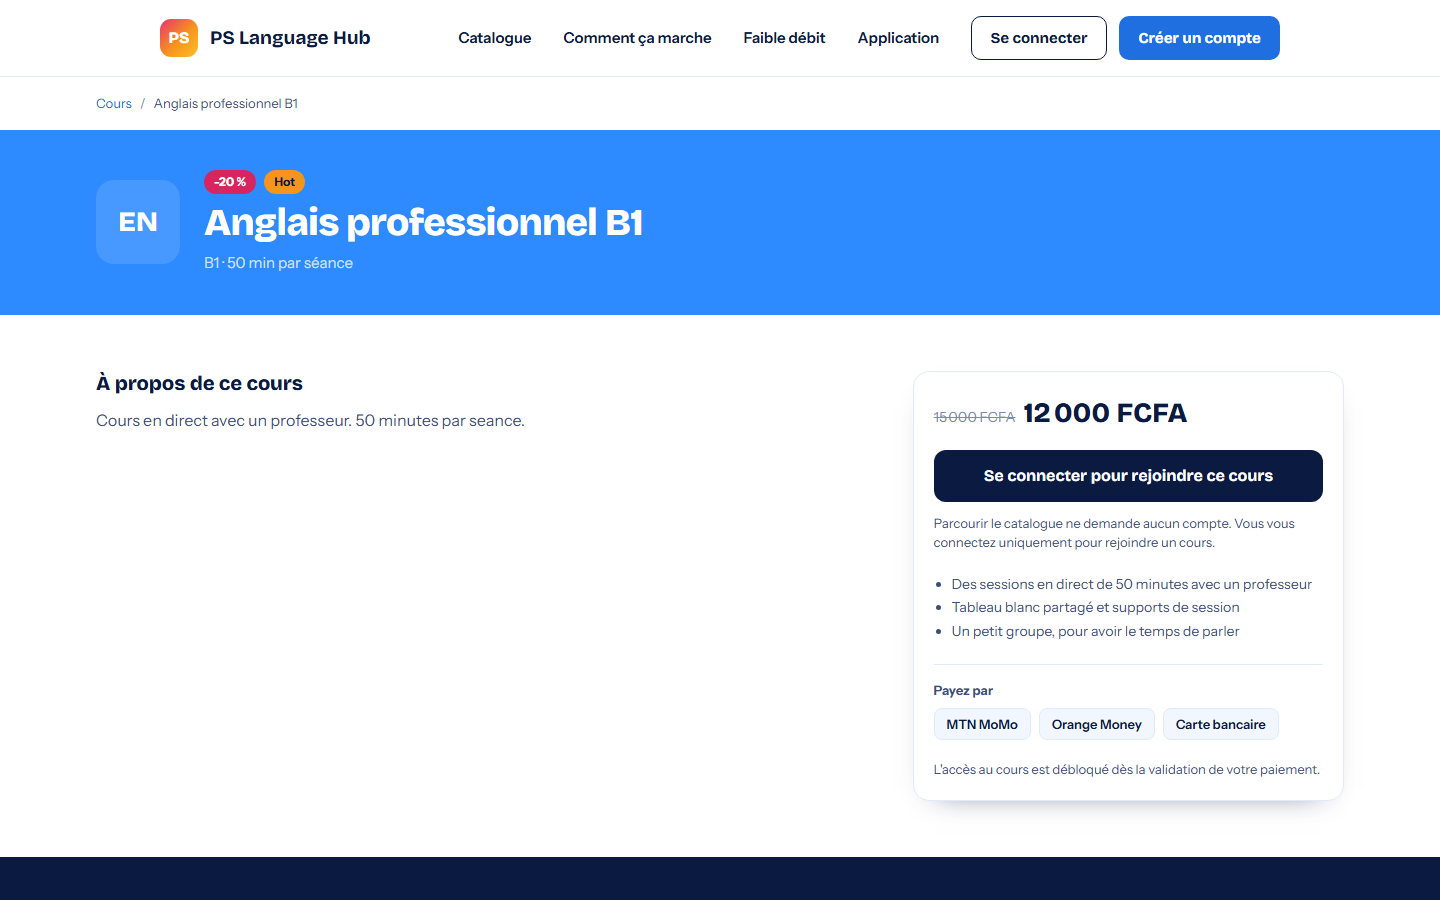 PS
PS Language Hub
Catalogue
Comment ça marche
Faible débit
Application
Se connecter
Créer un compte
Cours / Anglais professionnel B1
EN
-20 %
Hot
Anglais professionnel B1
B1 · 50 min par séance
À propos de ce cours
Cours en direct avec un professeur. 50 minutes par seance.
15 000 FCFA 12 000 FCFA
Se connecter pour rejoindre ce cours
Parcourir le catalogue ne demande aucun compte. Vous vous
connectez uniquement pour rejoindre un cours.
• Des sessions en direct de 50 minutes avec un professeur
• Tableau blanc partagé et supports de session
• Un petit groupe, pour avoir le temps de parler
Payez par
MTN MoMo
Orange Money
Carte bancaire
L'accès au cours est débloqué dès la validation de votre paiement.